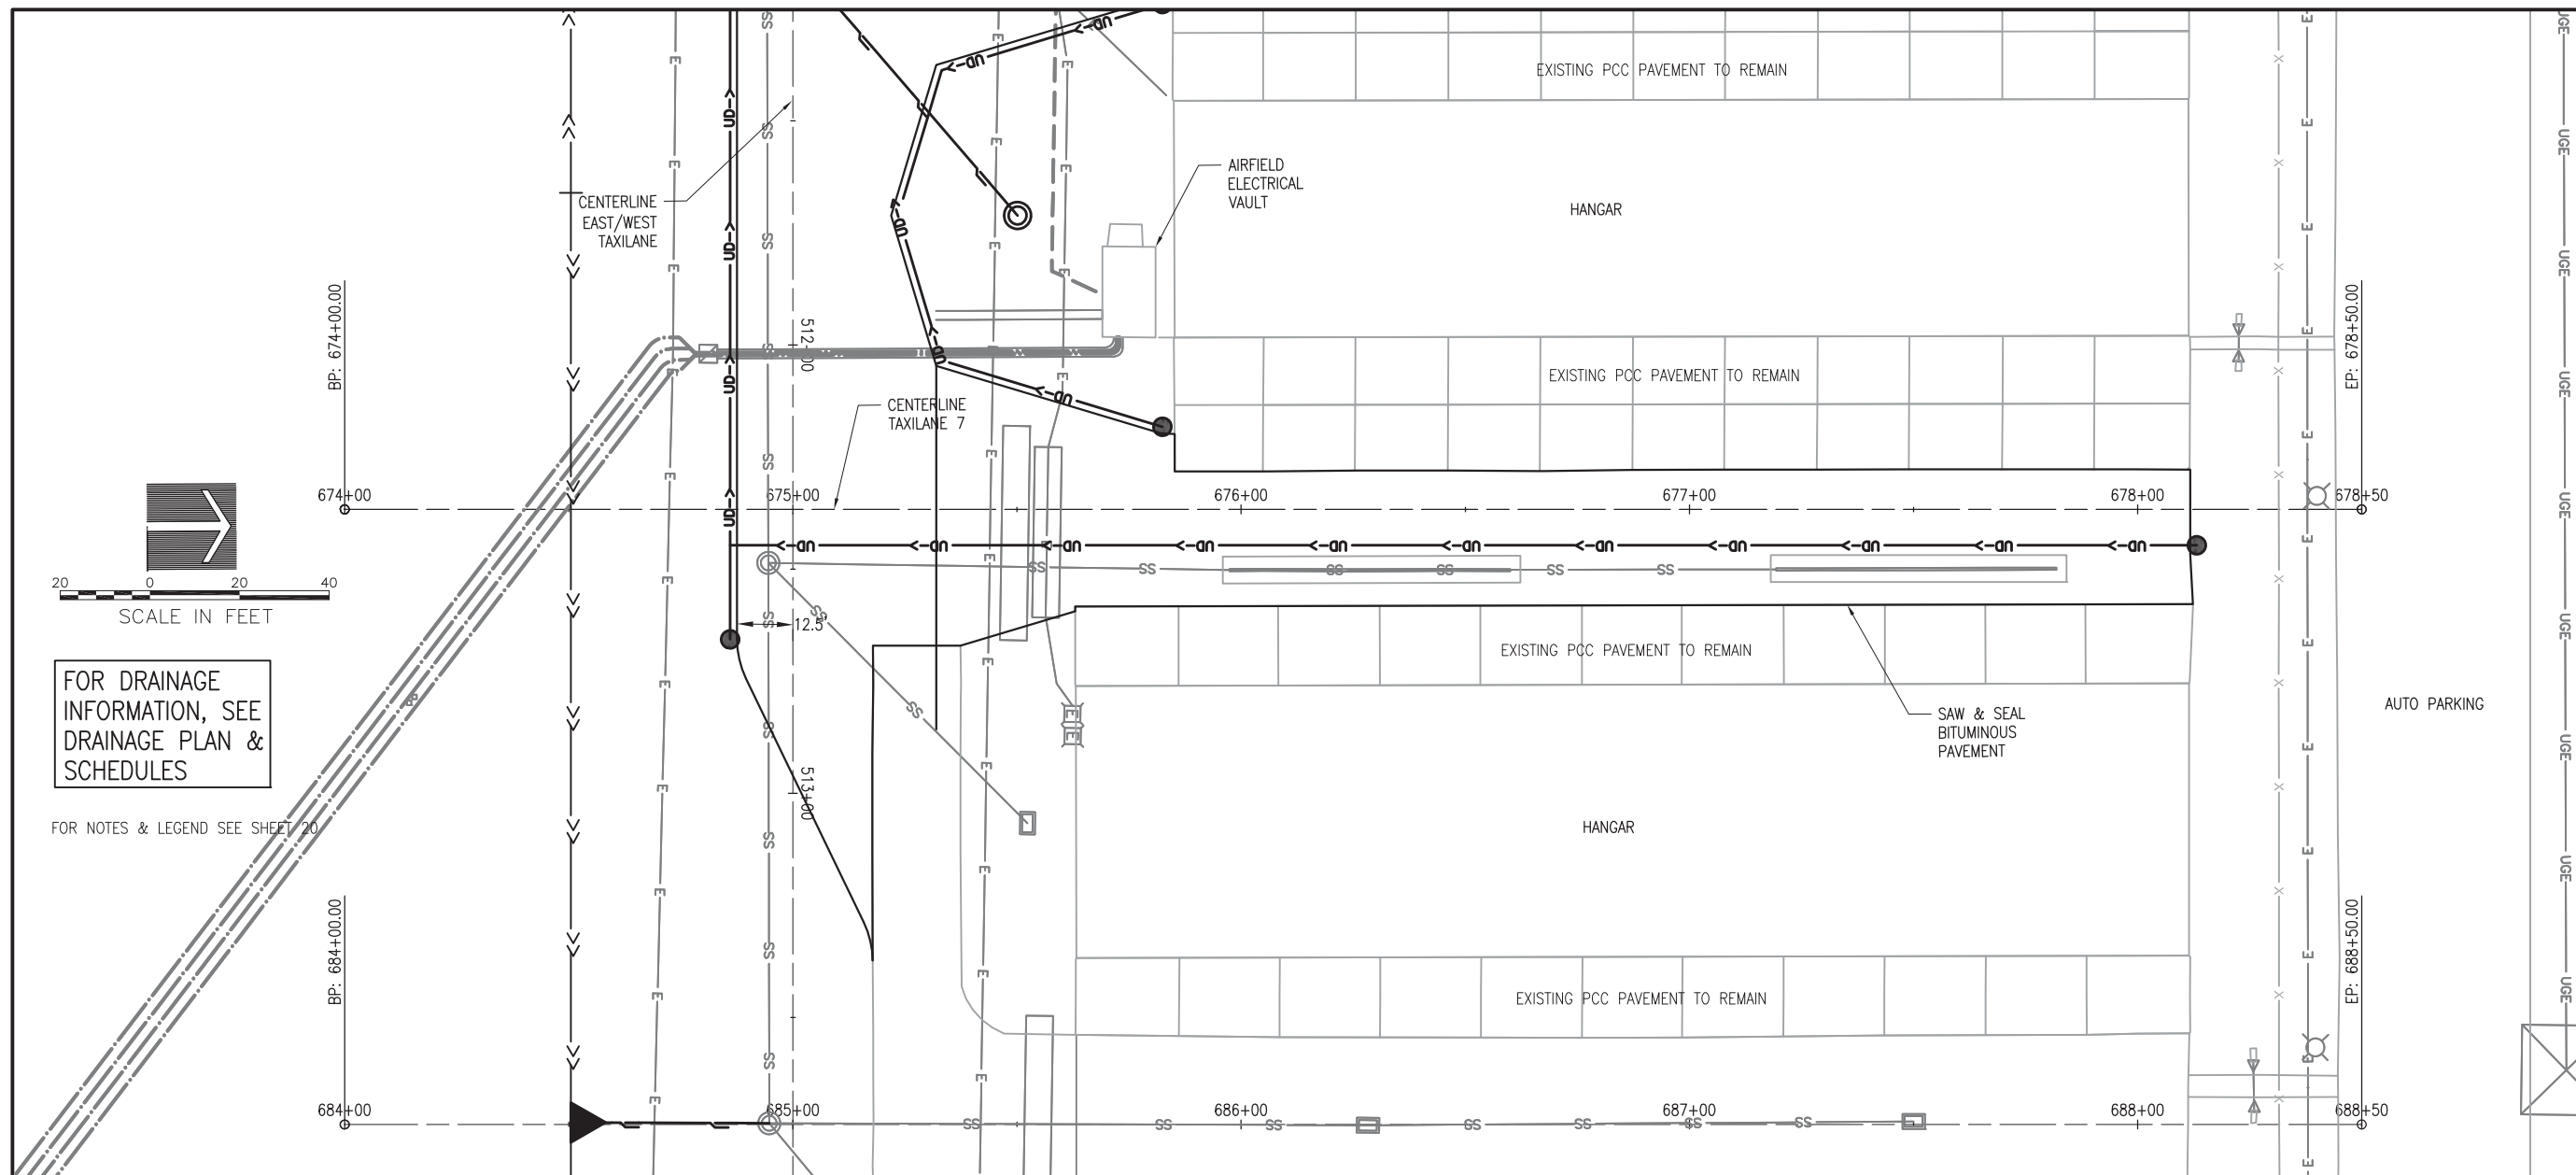 EXISTING PCC PAVEMENT TO REMAIN
AIRFIELD
ELECTRICAL
VAULT
CENTERLINE
EAST/WEST
TAXILANE
HANGAR
BP: 674+00.00
512+00
EXISTING PCC PAVEMENT TO REMAIN
EP: 678+50.00
CENTERLINE
TAXILANE 7
674+00
675+00
676+00
677+00
678+00
678+50
20 0 20 40
SCALE IN FEET
12.5
EXISTING PCC PAVEMENT TO REMAIN
FOR DRAINAGE
INFORMATION, SEE
DRAINAGE PLAN &
SCHEDULES
SAW & SEAL
BITUMINOUS
PAVEMENT
AUTO PARKING
513+00
FOR NOTES & LEGEND SEE SHEET 20
HANGAR
BP: 684+00.00
EP: 688+50.00
EXISTING PCC PAVEMENT TO REMAIN
684+00
685+00
686+00
687+00
688+00
688+50
UD
SS
E
UGE